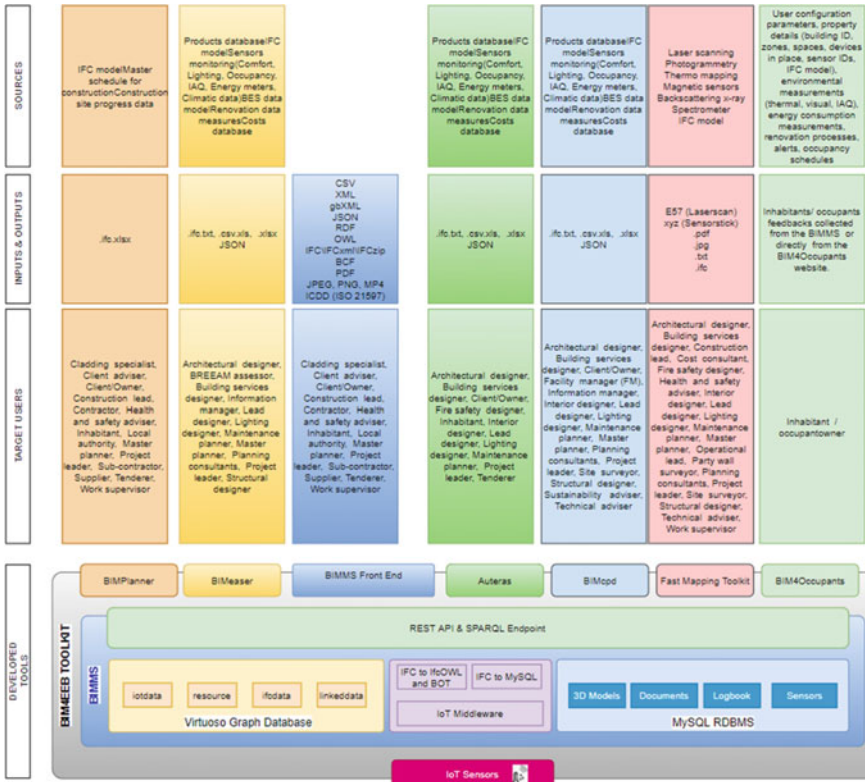 SOURCES
IFC modelMaster
schedule for
constructionConstruction
site progress data
Products databaseIFC
modelSensors
monitoring(Comfort,
Lighting, Occupancy,
IAQ, Energy meters,
Climatic data)BES data
modelRenovation data
measuresCosts
database
Products databaseIFC
modelSensors
monitoring(Comfort,
Lighting, Occupancy,
IAQ, Energy meters,
Climatic data)BES data
modelRenovation data
measuresCosts
database
Products databaseIFC
modelSensors
monitoring(Comfort,
Lighting, Occupancy,
IAQ, Energy meters,
Climatic data)BES data
modelRenovation data
measuresCosts
database
Laser scanning
Photogrammetry
Thermo mapping
Magnetic sensors
Backscattering x-ray
Spectrometer
IFC model
User configuration
parameters, property
details (building ID,
zones, spaces, devices
in place, sensor IDs,
IFC model),
environmental
measurements
(thermal, visual, IAQ),
energy consumption
measurements,
renovation processes,
alerts, occupancy
schedules
INPUTS & OUTPUTS
.ifc.xlsx
.ifc.txt, .csv.xls, .xlsx
JSON
CSV
XML
gbXML
JSON
RDF
OWL
IFC\IFCxml\IFCzip
BCF
PDF
JPEG, PNG, MP4
ICDD (ISO 21597)
.ifc.txt, .csv.xls, .xlsx
JSON
.ifc.txt, .csv.xls, .xlsx
JSON
E57 (Laserscan)
xyz (Sensorstick)
.pdf
.jpg
.txt
.ifc
Inhabitants/ occupants
feedbacks collected
from the BIMMS or
directly from the
BIM4Occupants
website.
TARGET USERS
Cladding specialist,
Client adviser,
Client/Owner,
Construction lead,
Contractor, Health
and safety adviser,
Inhabitant, Local
authority, Master
planner, Project
leader, Sub-contractor,
Supplier, Tenderer,
Work supervisor
Architectural designer,
BREEAM assessor,
Building services
designer, Information
manager, Lead
designer, Lighting
designer, Maintenance
planner, Master
planner, Planning
consultants, Project
leader, Structural
designer
Cladding specialist,
Client adviser,
Client/Owner,
Construction lead,
Contractor, Health
and safety adviser,
Inhabitant, Local
authority, Master
planner, Project
leader, Sub-contractor,
Supplier, Tenderer,
Work supervisor
Architectural designer,
Building services
designer, Client/Owner,
Fire safety designer,
Inhabitant, Interior
designer, Lead
designer, Lighting
designer, Maintenance
planner, Project
leader, Tenderer
Architectural designer,
Building services
designer, Client/Owner,
Facility manager (FM),
Information manager,
Interior designer, Lead
designer, Lighting
designer, Maintenance
planner, Planning
consultants, Project
leader, Site surveyor,
Structural designer,
Sustainability adviser,
Technical adviser
Architectural designer,
Building services
designer, Construction
lead, Cost consultant,
Fire safety designer,
Health and safety
adviser, Interior
designer, Lead
designer, Lighting
designer, Maintenance
planner, Master
planner, Operational
lead, Party wall
surveyor, Planning
consultants, Project
leader, Site surveyor,
Structural designer,
Technical adviser,
Work supervisor
Inhabitant /
occupantowner
DEVELOPED
TOOLS
BIMPlanner
BIMeaser
BIMMS Front End
Auteras
BIMcpd
Fast Mapping Toolkit
BIM4Occupants
BIM4EEB TOOLKIT
BIMMS
REST API & SPARQL Endpoint
iotdata
resource
ifcdata
linkeddata
Virtuoso Graph Database
IFC to IfcOWL
and BOT
IFC to MySQL
IoT Middleware
3D Models
Documents
Logbook
Sensors
MySQL RDBMS
IoT Sensors